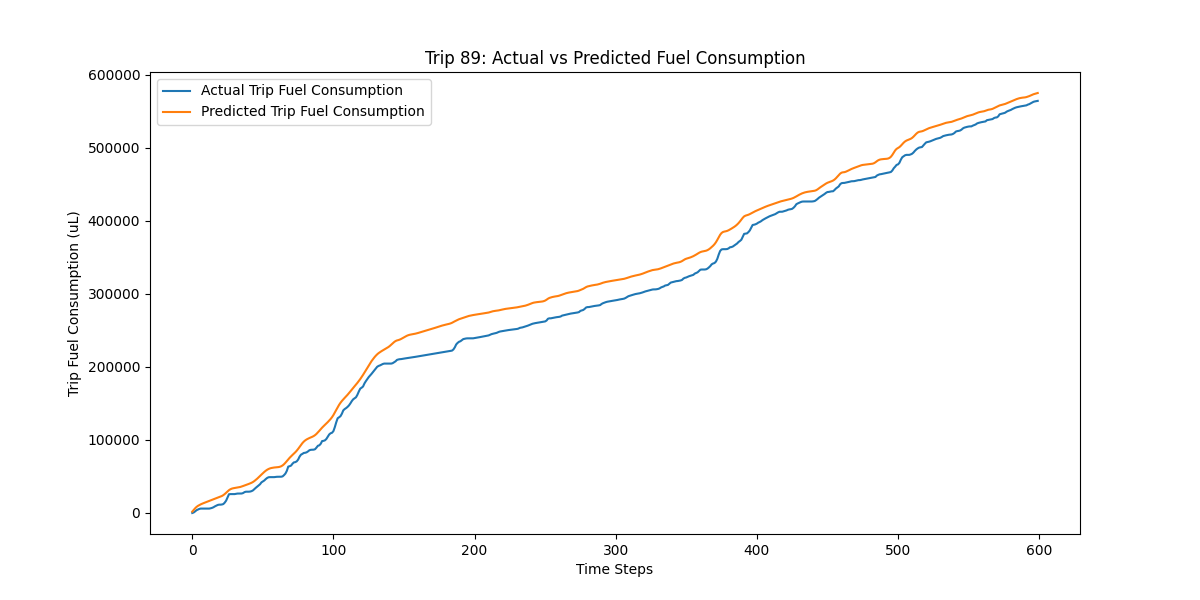 Trip 89: Actual vs Predicted Fuel Consumption
Actual Trip Fuel Consumption
Predicted Trip Fuel Consumption
Trip Fuel Consumption (uL)
600000
500000
400000
300000
200000
100000
0
0 100 200 300 400 500 600
Time Steps